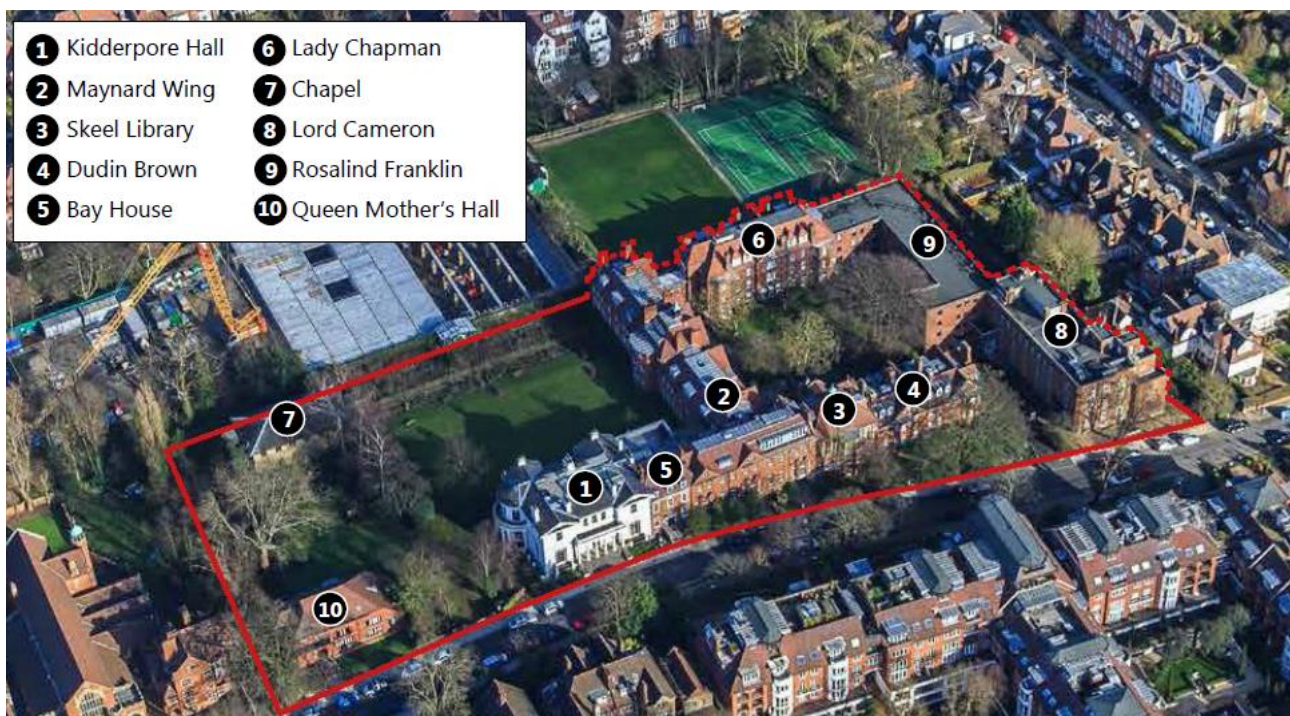 1 Kidderpore Hall
2 Maynard Wing
3 Skeel Library
4 Dudin Brown
5 Bay House
6 Lady Chapman
7 Chapel
8 Lord Cameron
9 Rosalind Franklin
10 Queen Mother's Hall
6
9
8
7
2
3
4
5
1
10